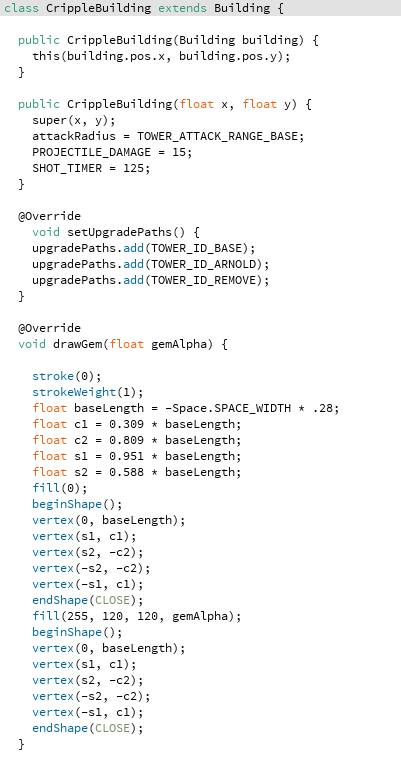 class CrippleBuilding extends Building {
public CrippleBuilding(Building building) {
this(building.pos.x, building.pos.y);
}
public CrippleBuilding(float x, float y) {
super(x, y);
attackRadius = TOWER_ATTACK_RANGE_BASE;
PROJECTILE_DAMAGE = 15;
SHOT_TIMER = 125;
}
@Override
void setUpgradePaths() {
upgradePaths.add(TOWER_ID_BASE);
upgradePaths.add(TOWER_ID_ARNOLD);
upgradePaths.add(TOWER_ID_REMOVE);
}
@Override
void drawGem(float gemAlpha) {
stroke(0);
strokeWeight(1);
float baseLength = -Space.SPACE_WIDTH * .28;
float c1 = 0.309 * baseLength;
float c2 = 0.809 * baseLength;
float s1 = 0.951 * baseLength;
float s2 = 0.588 * baseLength;
fill(0);
beginShape();
vertex(0, baseLength);
vertex(s1, c1);
vertex(s2, -c2);
vertex(-s2, -c2);
vertex(-s1, c1);
endShape(CLOSE);
fill(255, 120, 120, gemAlpha);
beginShape();
vertex(0, baseLength);
vertex(s1, c1);
vertex(s2, -c2);
vertex(-s2, -c2);
vertex(-s1, c1);
endShape(CLOSE);
}